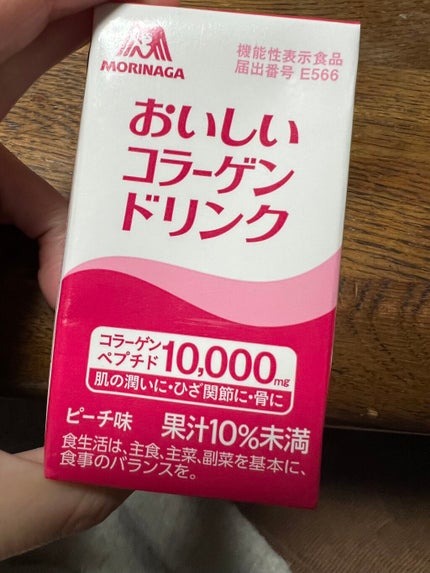 MORINAGA
機能性表示食品
届出番号 E566
おいしい
コラーゲン
ドリンク
コラーゲン
ペプチド 10,000mg
肌の潤いに・ひざ関節に・骨に
ピーチ味 果汁10%未満
食生活は、主食、主菜、副菜を基本に、
食事のバランスを。